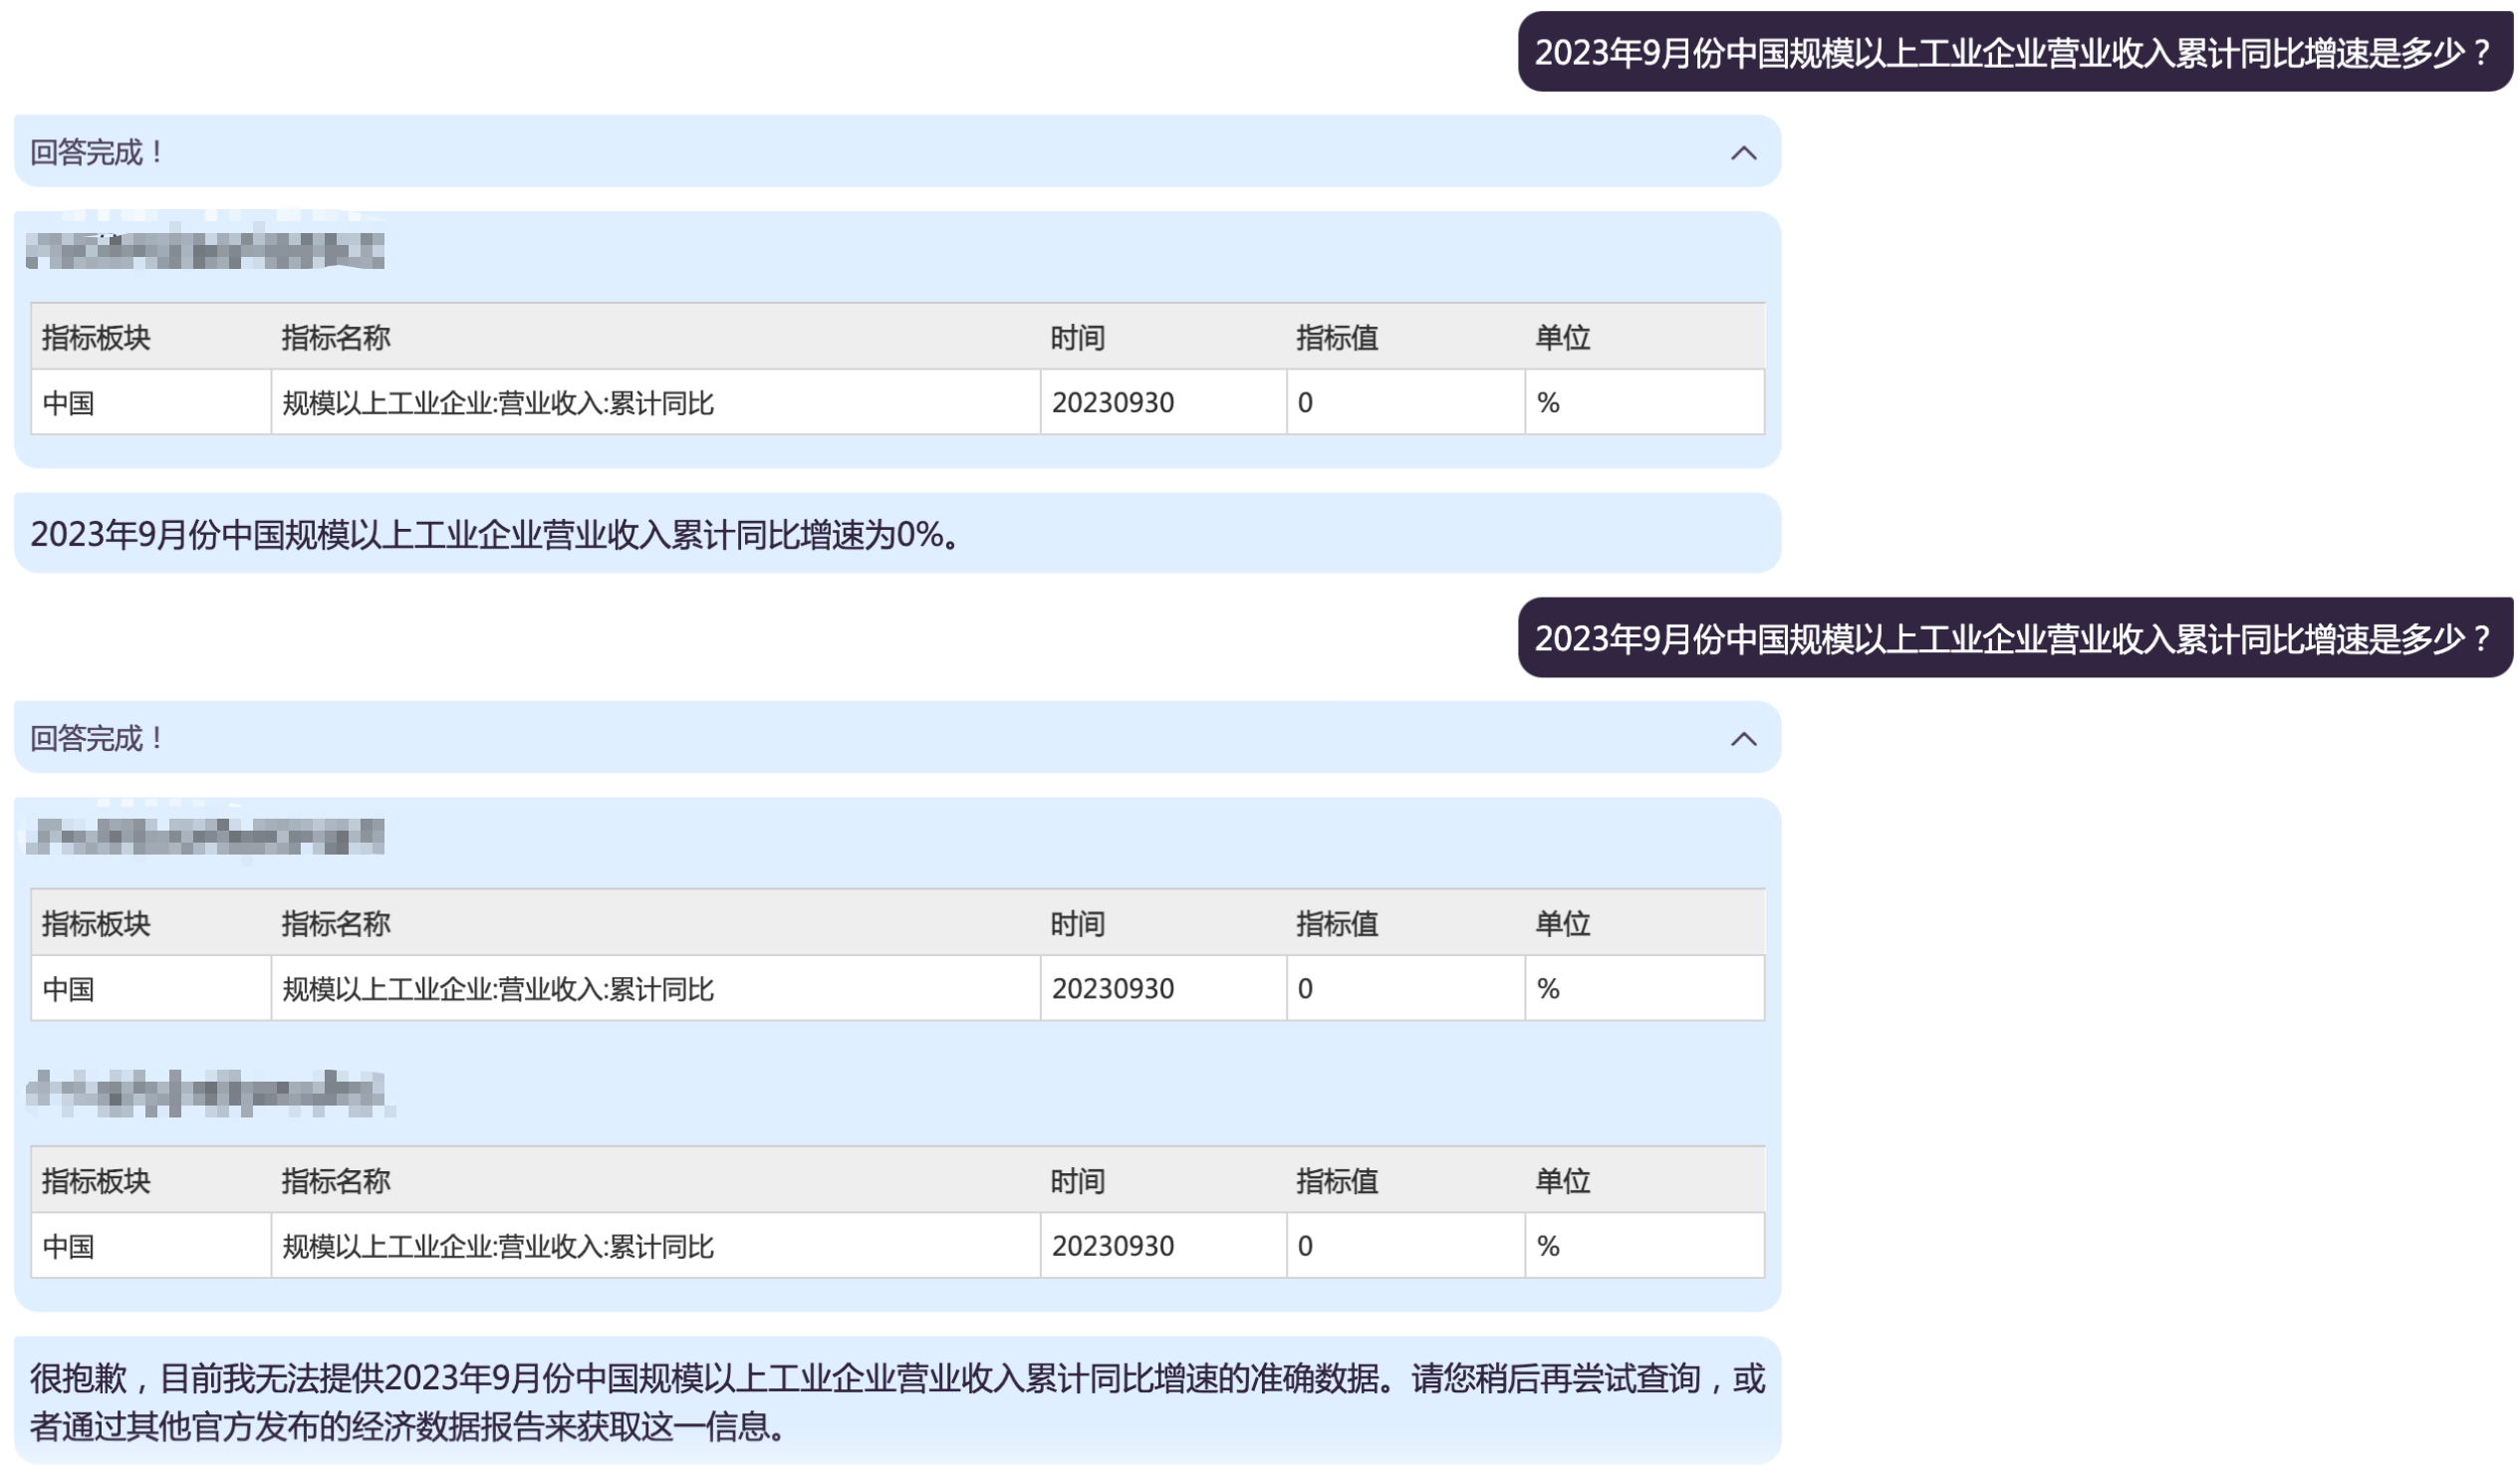 2023年9月份中国规模以上工业企业营业收入累计同比增速是多少？
回答完成！
指标板块 指标名称 时间 指标值 单位
中国 规模以上工业企业:营业收入:累计同比 20230930 0 %
2023年9月份中国规模以上工业企业营业收入累计同比增速为0%。
2023年9月份中国规模以上工业企业营业收入累计同比增速是多少？
回答完成！
指标板块 指标名称 时间 指标值 单位
中国 规模以上工业企业:营业收入:累计同比 20230930 0 %
指标板块 指标名称 时间 指标值 单位
中国 规模以上工业企业:营业收入:累计同比 20230930 0 %
很抱歉，目前我无法提供2023年9月份中国规模以上工业企业营业收入累计同比增速的准确数据。请您稍后再尝试查询，或
者通过其他官方发布的经济数据报告来获取这一信息。